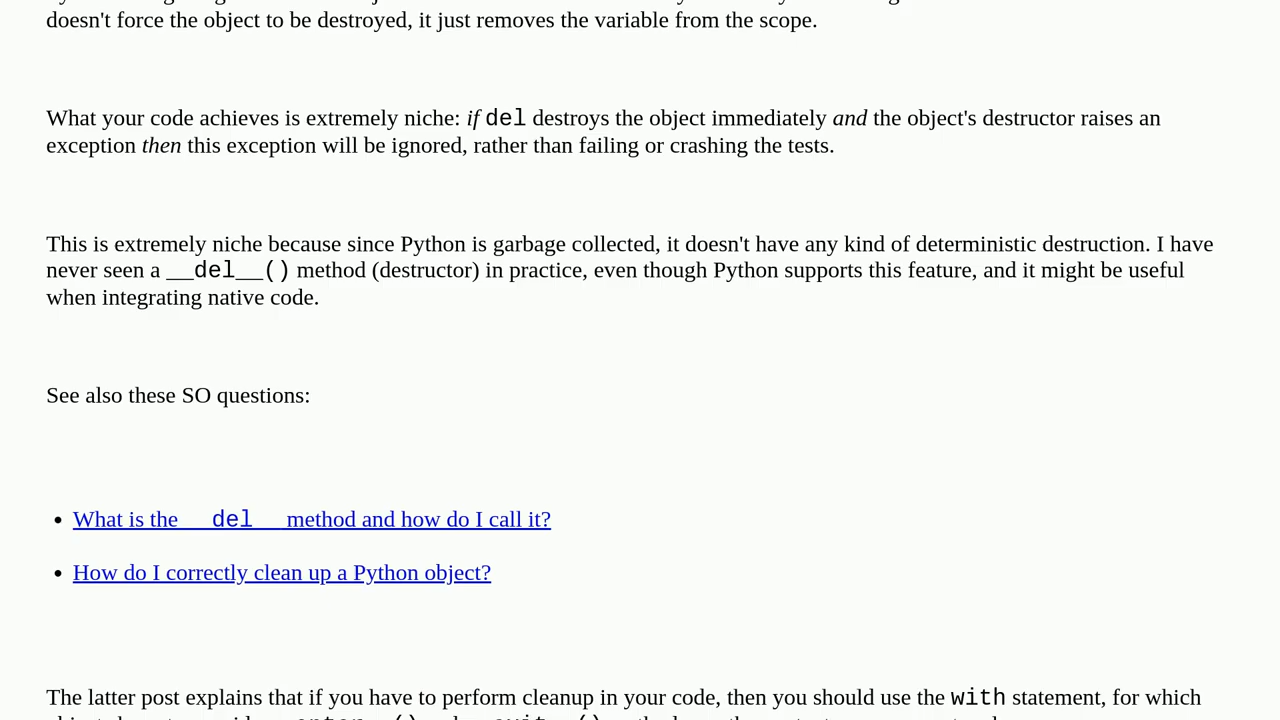 doesn't force the object to be destroyed, it just removes the variable from the scope.
What your code achieves is extremely niche: if del destroys the object immediately and the object's destructor raises an
exception then this exception will be ignored, rather than failing or crashing the tests.
This is extremely niche because since Python is garbage collected, it doesn't have any kind of deterministic destruction. I have
never seen a __del__() method (destructor) in practice, even though Python supports this feature, and it might be useful
when integrating native code.
See also these SO questions:
• What is the __del__ method and how do I call it?
• How do I correctly clean up a Python object?
The latter post explains that if you have to perform cleanup in your code, then you should use the with statement, for which